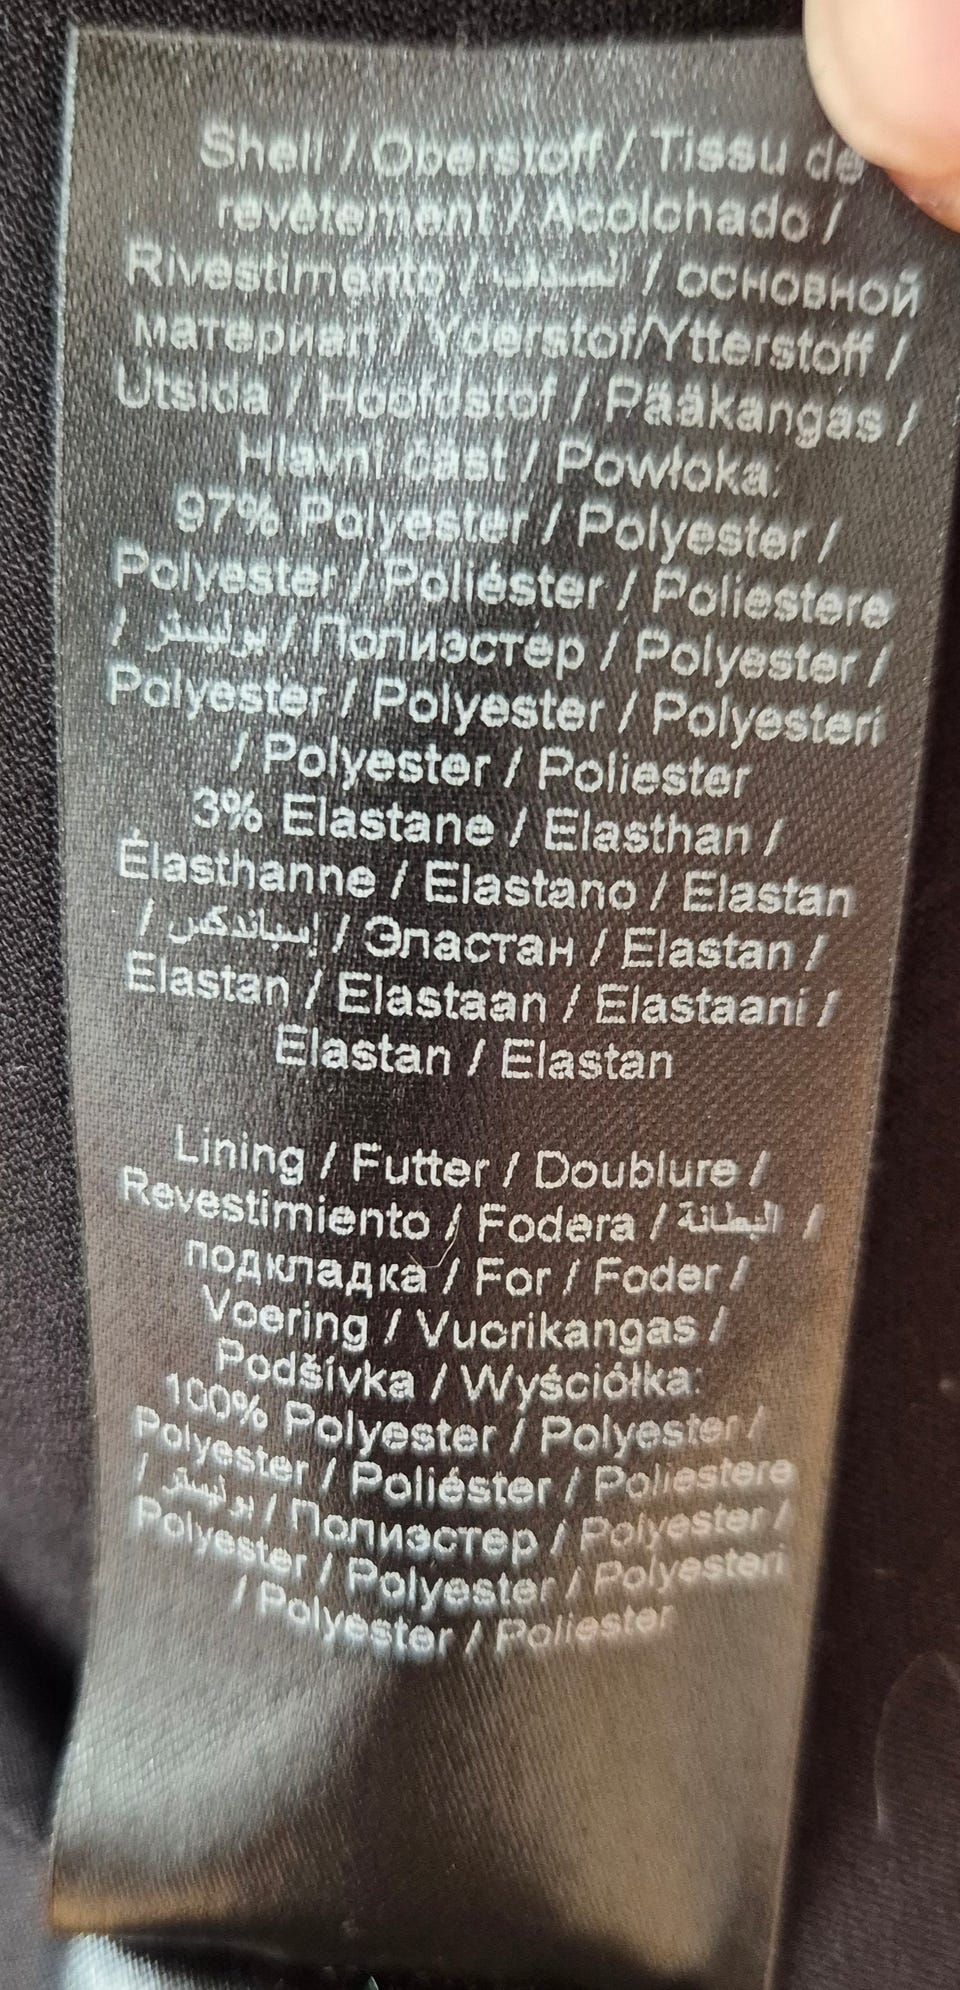 Shell / Oberstoff / Tissu de
revêtement / Acolchado /
Rivestimento / / основной
материал / Yderstof/Ytterstoff /
Utsida / Hoofdstof / Pääkangas /
Hlavní část / Powłoka:
97% Polyester / Polyester /
Polyester / Poliéster / Poliestere
/ بوليستر / Полиэстер / Polyester /
Polyester / Polyester / Polyesteri
/ Polyester / Poliester
3% Elastane / Elasthan /
Élasthanne / Elastano / Elastan
/ إسباندكس / Эластан / Elastan /
Elastan / Elastaan / Elastaani /
Elastan / Elastan
Lining / Futter / Doublure /
Revestimiento / Fodera / البطانة /
подкладка / For / Foder /
Voering / Vuorikangas /
Podšívka / Wyściółka:
100% Polyester / Polyester /
Polyester / Poliéster / Poliestere
/ بوليستر / Полиэстер / Polyester /
Polyester / Polyester / Polyesteri
/ Polyester / Poliester